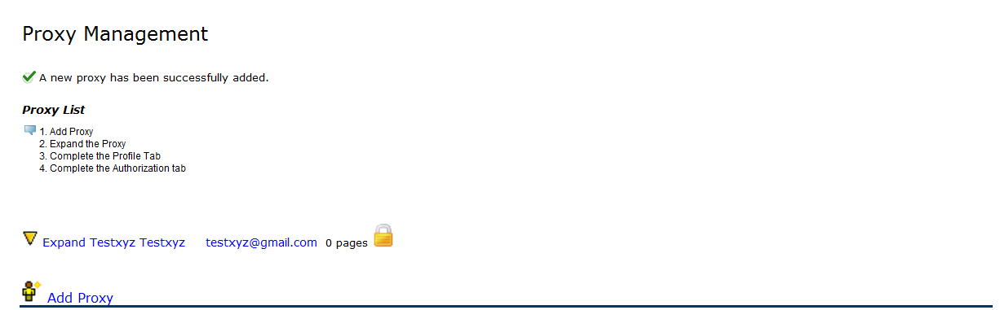 Proxy Management
A new proxy has been successfully added.
Proxy List
1. Add Proxy
2. Expand the Proxy
3. Complete the Profile Tab
4. Complete the Authorization tab
Expand Testxyz Testxyz testxyz@gmail.com 0 pages
Add Proxy